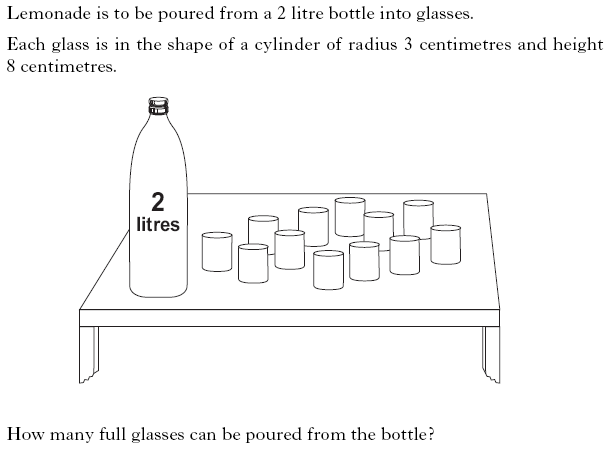 Lemonade is to be poured from a 2 litre bottle into glasses.
Each glass is in the shape of a cylinder of radius 3 centimetres and height
8 centimetres.
2
litres
How many full glasses can be poured from the bottle?